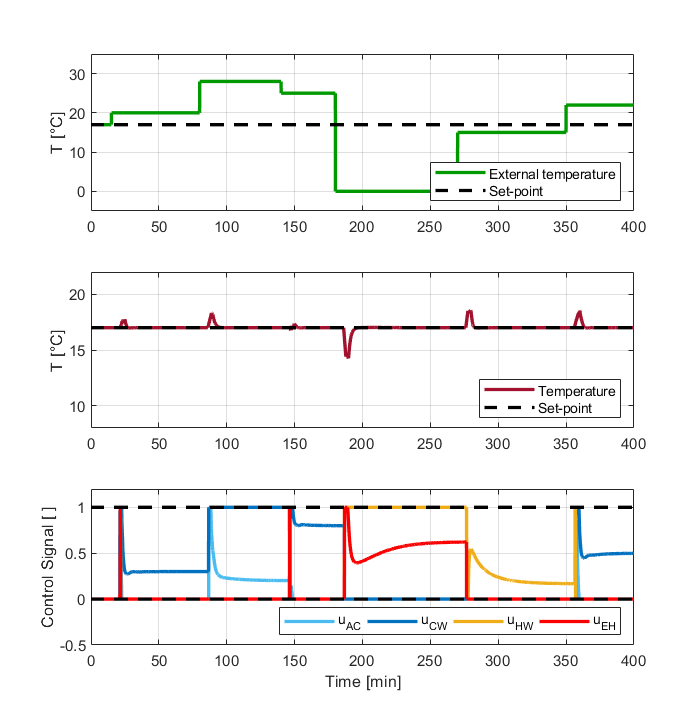 30
20
10
0
T [°C]
External temperature
Set-point
0 50 100 150 200 250 300 350 400
20
15
10
T [°C]
Temperature
Set-point
0 50 100 150 200 250 300 350 400
1
0.5
0
-0.5
Control Signal [ ]
u_AC u_CW u_HW u_EH
0 50 100 150 200 250 300 350 400
Time [min]